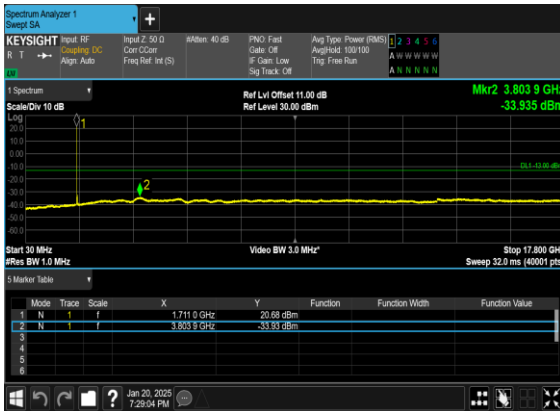 Spectrum Analyzer 1
Swept SA
+
KEYSIGHT Input: RF Input Z: 50 Ω #Atten: 40 dB PNO: Fast Avg Type: Power (RMS) 1 2 3 4 5 6
R T Coupling: DC Corr CCorr Gate: Off Avg|Hold: 100/100 A W W W W W
Align: Auto Freq Ref: Int (S) IF Gain: Low Trig: Free Run
LXI Sig Track: Off A N N N N N
1 Spectrum Ref Lvl Offset 11.00 dB Mkr2 3.803 9 GHz
Scale/Div 10 dB Ref Level 30.00 dBm -33.935 dBm
Log
20.0
10.0
0.00
-10.0
-20.0
-30.0
-40.0
-50.0
-60.0
1
2
DL1 -13.00 dBm
Start 30 MHz Video BW 3.0 MHz* Stop 17.800 GHz
#Res BW 1.0 MHz Sweep 32.0 ms (40001 pts)
5 Marker Table
Mode Trace Scale X Y Function Function Width Function Value
1 N 1 f 1.711 0 GHz 20.68 dBm
2 N 1 f 3.803 9 GHz -33.93 dBm
3
4
5
6
? Jan 20, 2025
7:29:04 PM